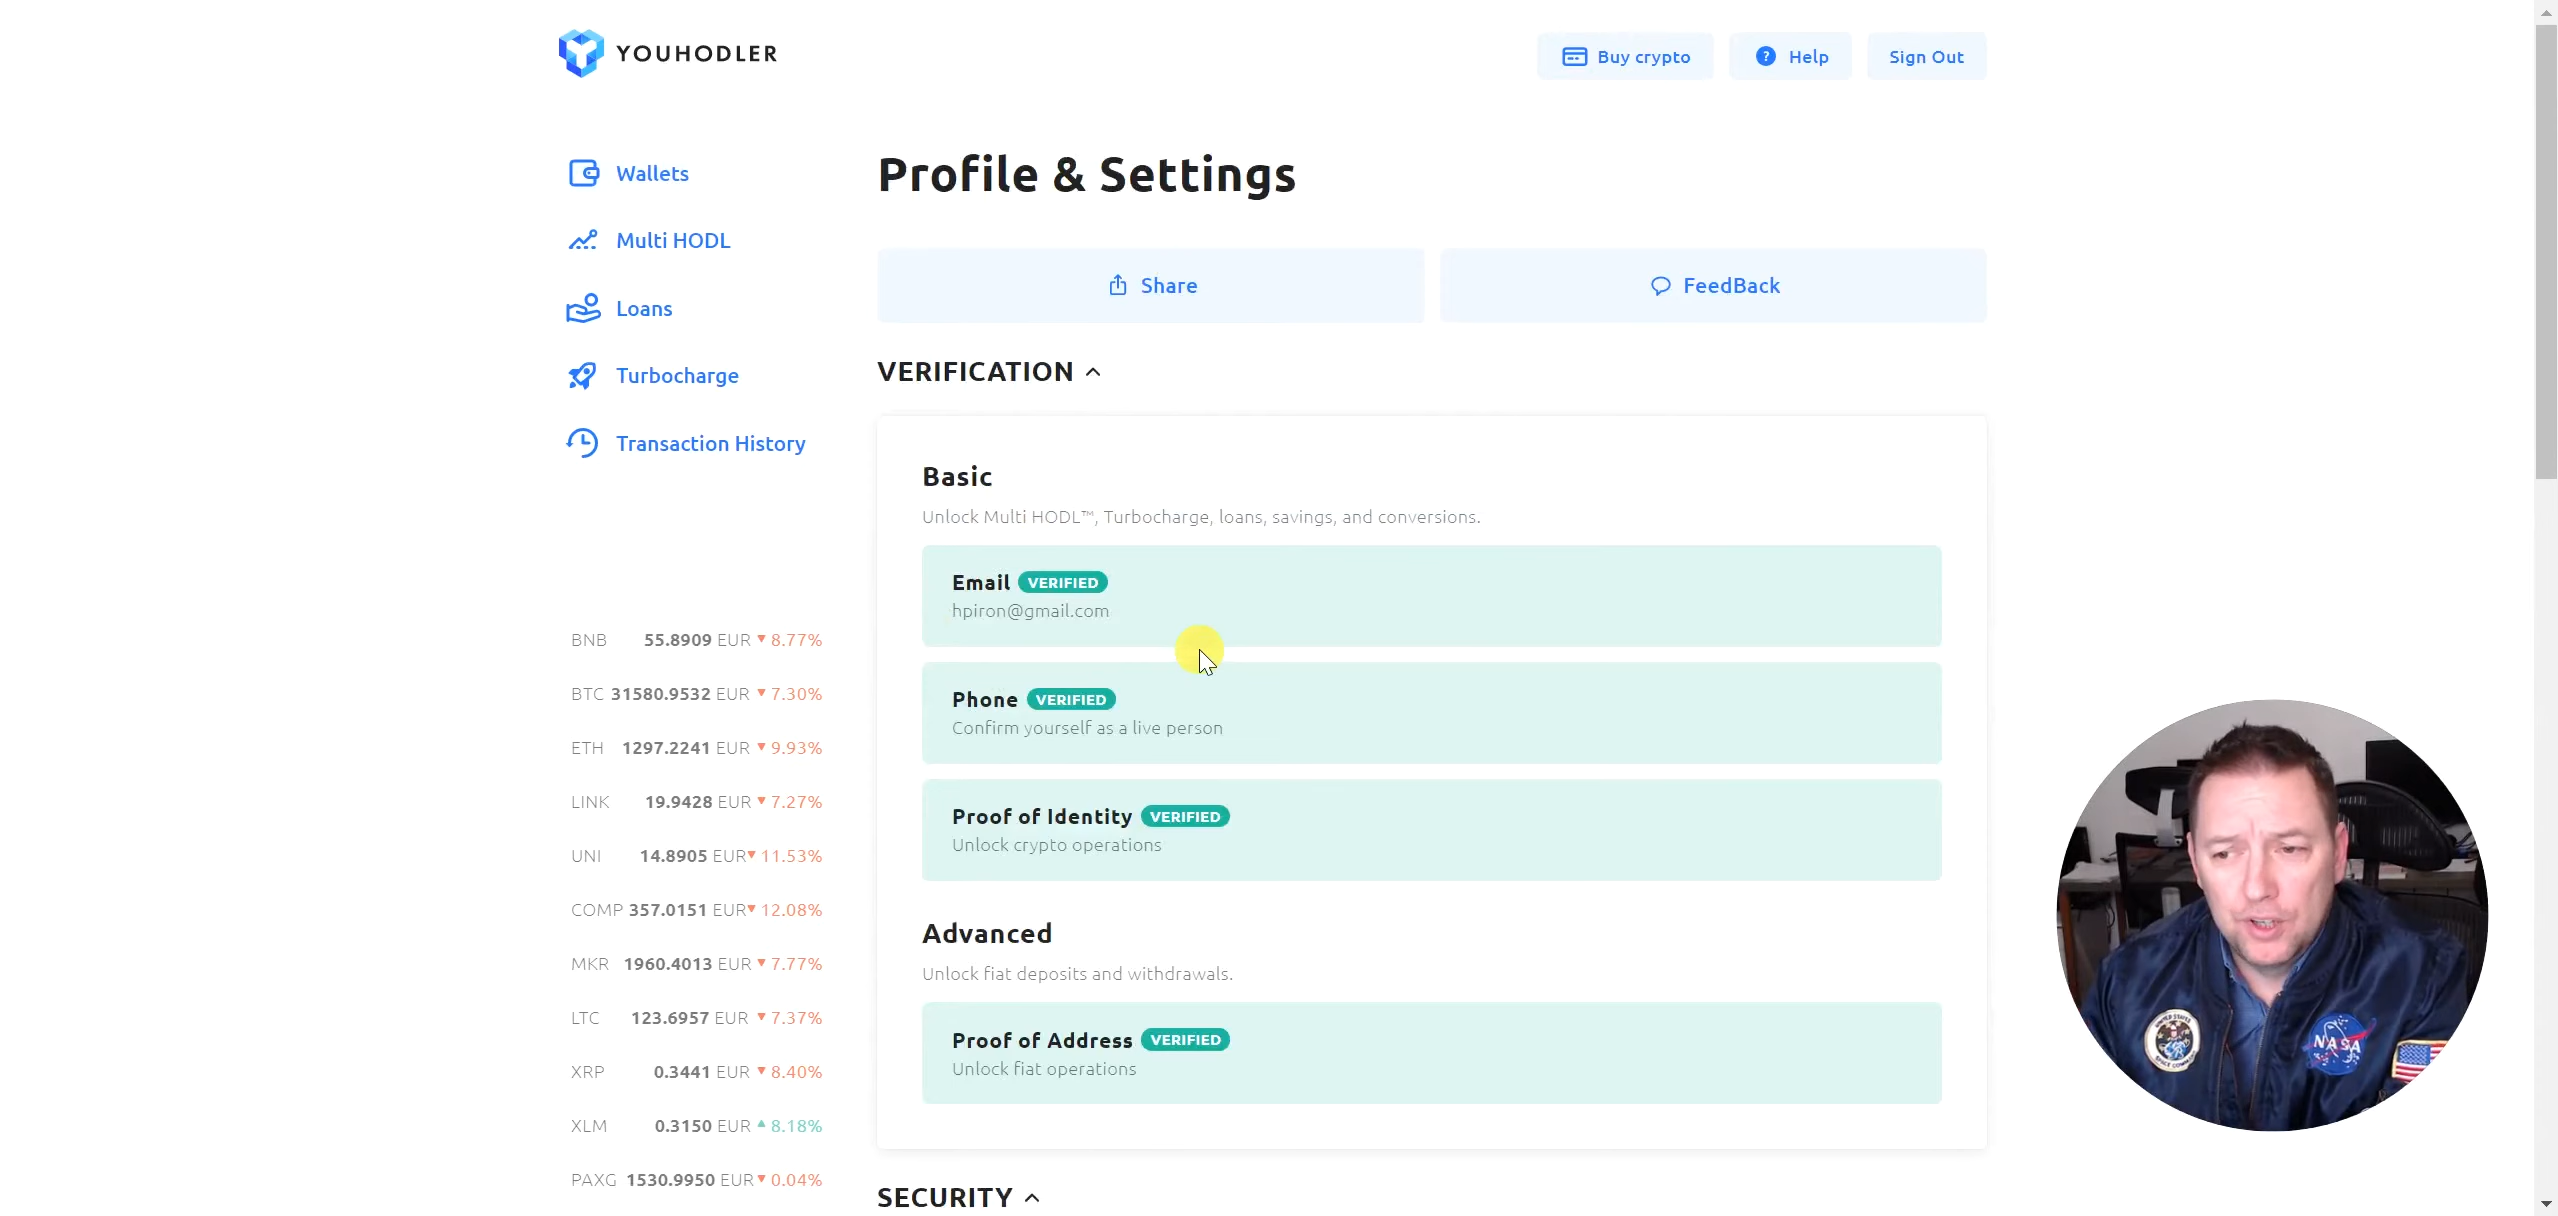 YOUHODLER
Buy crypto
Help
Sign Out
Wallets
Multi HODL
Loans
Turbocharge
Transaction History
BNB 55.8909 EUR ▼ 8.77%
BTC 31580.9532 EUR ▼ 7.30%
ETH 1297.2241 EUR ▼ 9.93%
LINK 19.9428 EUR ▼ 7.27%
UNI 14.8905 EUR ▼ 11.53%
COMP 357.0151 EUR ▼ 12.08%
MKR 1960.4013 EUR ▼ 7.77%
LTC 123.6957 EUR ▼ 7.37%
XRP 0.3441 EUR ▼ 8.40%
XLM 0.3150 EUR ▲ 8.18%
PAXG 1530.9950 EUR ▼ 0.04%
Profile & Settings
Share
FeedBack
VERIFICATION
Basic
Unlock Multi HODL™, Turbocharge, loans, savings, and conversions.
Email VERIFIED
hpiron@gmail.com
Phone VERIFIED
Confirm yourself as a live person
Proof of Identity VERIFIED
Unlock crypto operations
Advanced
Unlock fiat deposits and withdrawals.
Proof of Address VERIFIED
Unlock fiat operations
SECURITY
NASA